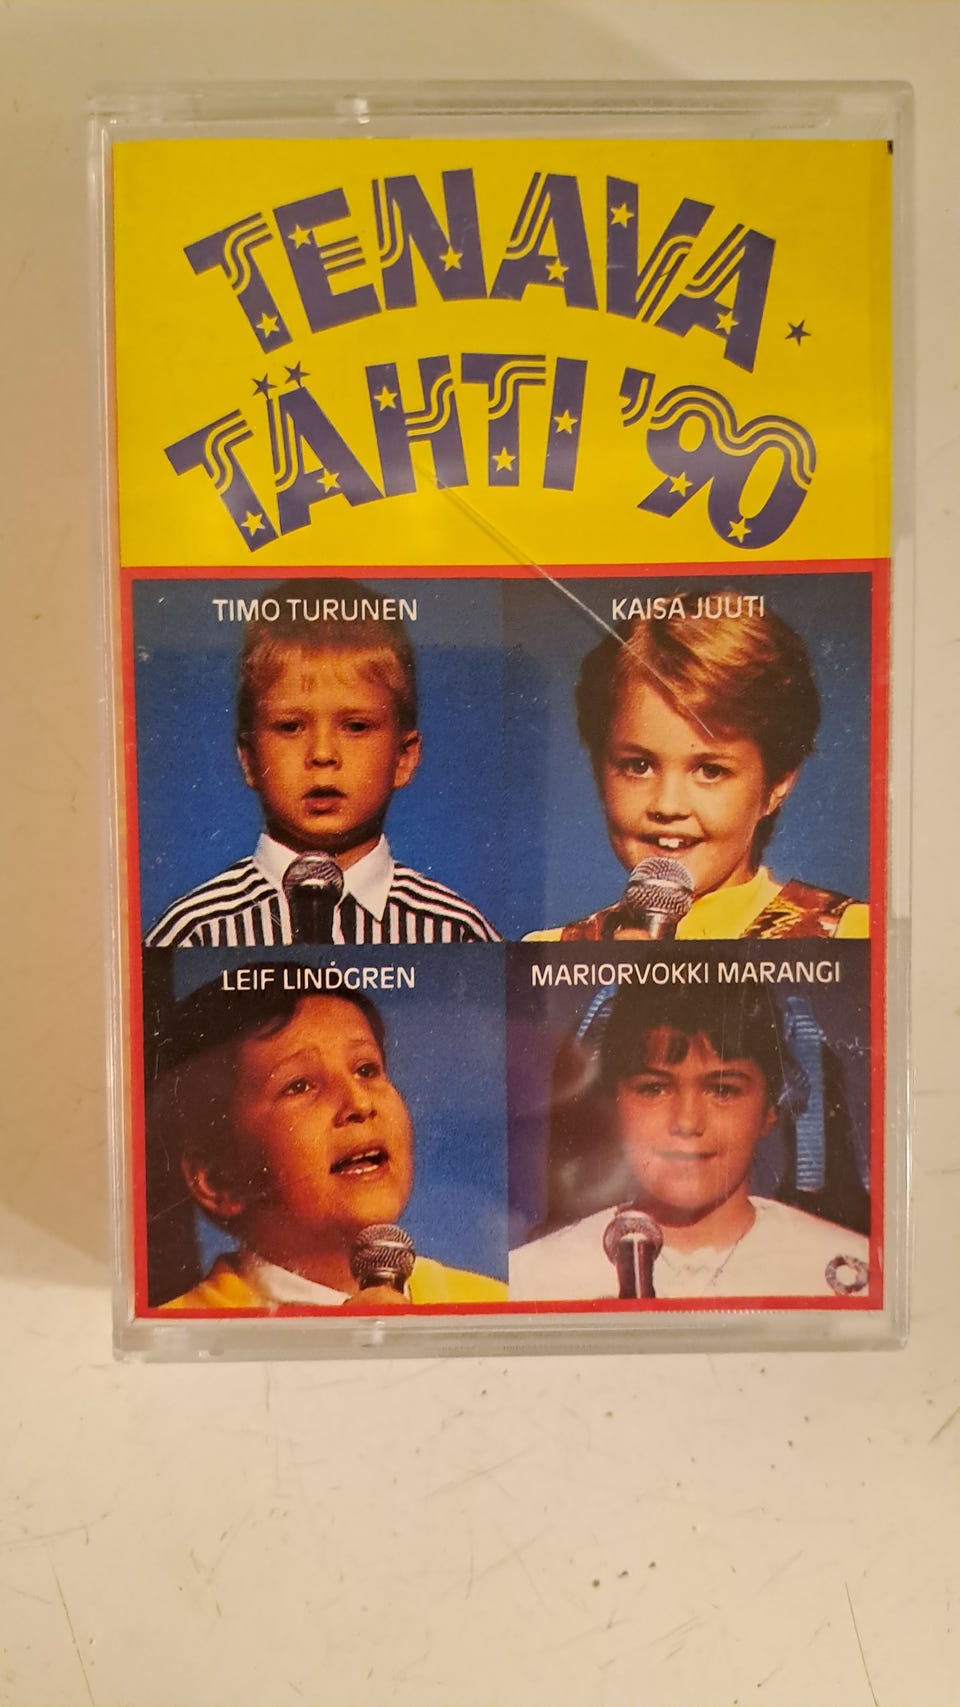 TENAVA
TÄHTI '90
TIMO TURUNEN
KAISA JUUTI
LEIF LINDGREN
MARIORVOKKI MARANGI